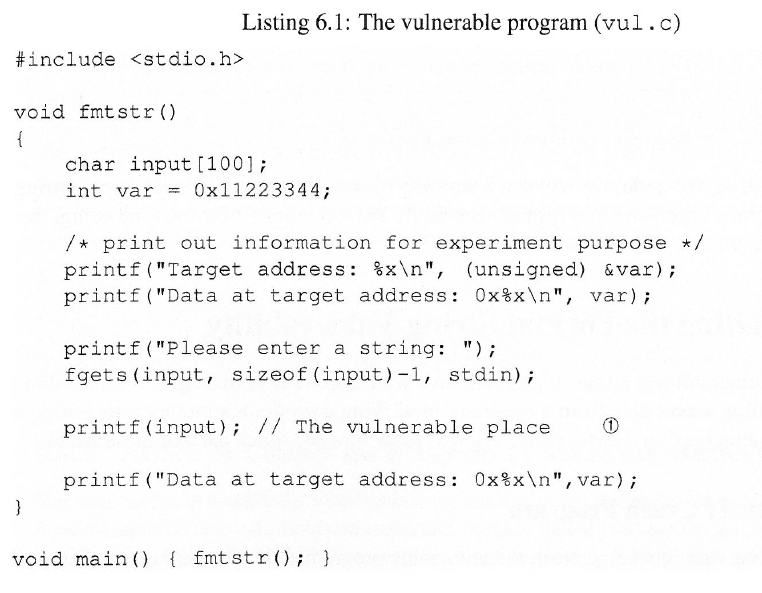 Listing 6.1: The vulnerable program (vul.c)
#include <stdio.h>
void fmtstr()
{
char input[100];
int var = 0x11223344;
/* print out information for experiment purpose */
printf("Target address: %x\n", (unsigned) &var);
printf("Data at target address: 0x%x\n", var);
printf("Please enter a string: ");
fgets(input, sizeof(input)-1, stdin);
printf(input); // The vulnerable place ①
printf("Data at target address: 0x%x\n",var);
}
void main() { fmtstr(); }